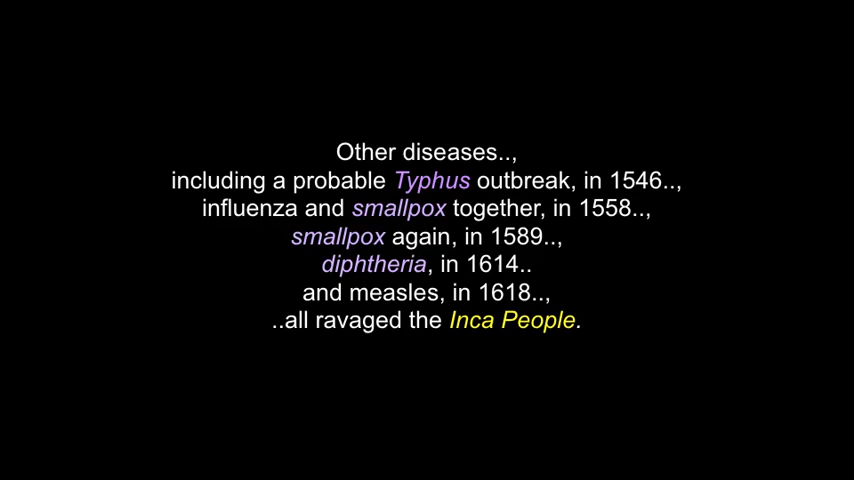 Other diseases..,
including a probable Typhus outbreak, in 1546..,
influenza and smallpox together, in 1558..,
smallpox again, in 1589..,
diphtheria, in 1614..
and measles, in 1618..,
..all ravaged the Inca People.